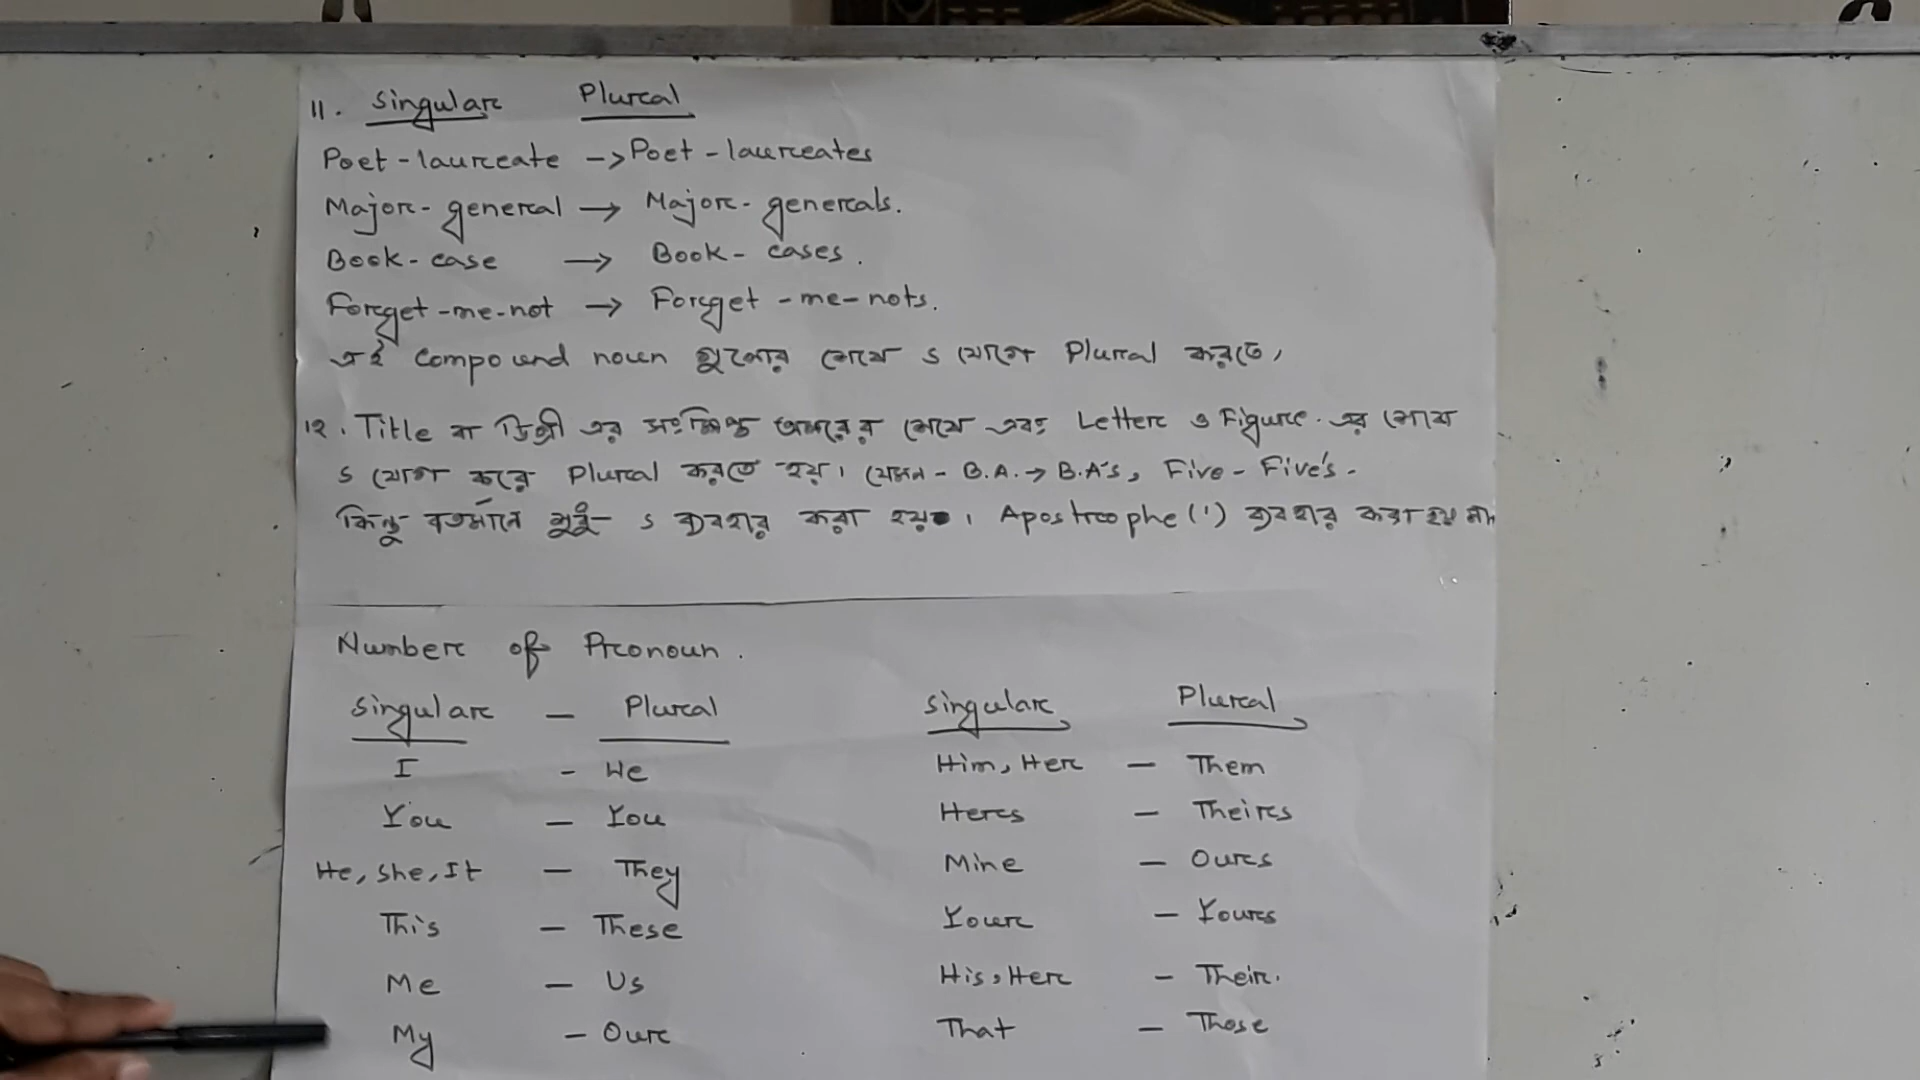 11. Singular Plural
Poet-laureate -> Poet-laureates
Major-general → Major-generals.
Book-case → Book-cases.
Forget-me-not → Forget-me-nots.
এই Compound noun গুলোর শেষে s যোগে Plural করতে,
১২. Title বা ডিগ্রী এর সংক্ষিপ্ত অক্ষরের শেষে এবং Letter ও Figure. এর শেষে
s যোগ করে Plural করতে হয়। যেমন - B.A. → B.A's, Five - Five's.
কিন্তু বর্তমানে শুধু s ব্যবহার করা হয়। Apostrophe (') ব্যবহার করা হয় না
Number of Pronoun.
Singular - Plural
I - We
You - You
He, She, It - They
This - These
Me - Us
My - Our
Singular Plural
Him, Her - Them
Hers - Theirs
Mine - Ours
Your - Yours
His, Her - Their.
That - Those